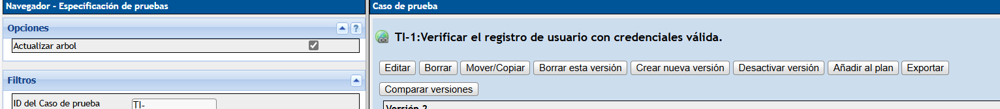 Navegador - Especificación de pruebas
Opciones
?
Actualizar arbol
Filtros
ID del Caso de prueba
TI-
Caso de prueba
TI-1:Verificar el registro de usuario con credenciales válida.
Editar Borrar Mover/Copiar Borrar esta versión Crear nueva versión Desactivar versión Añadir al plan Exportar
Comparar versiones
Versión 2